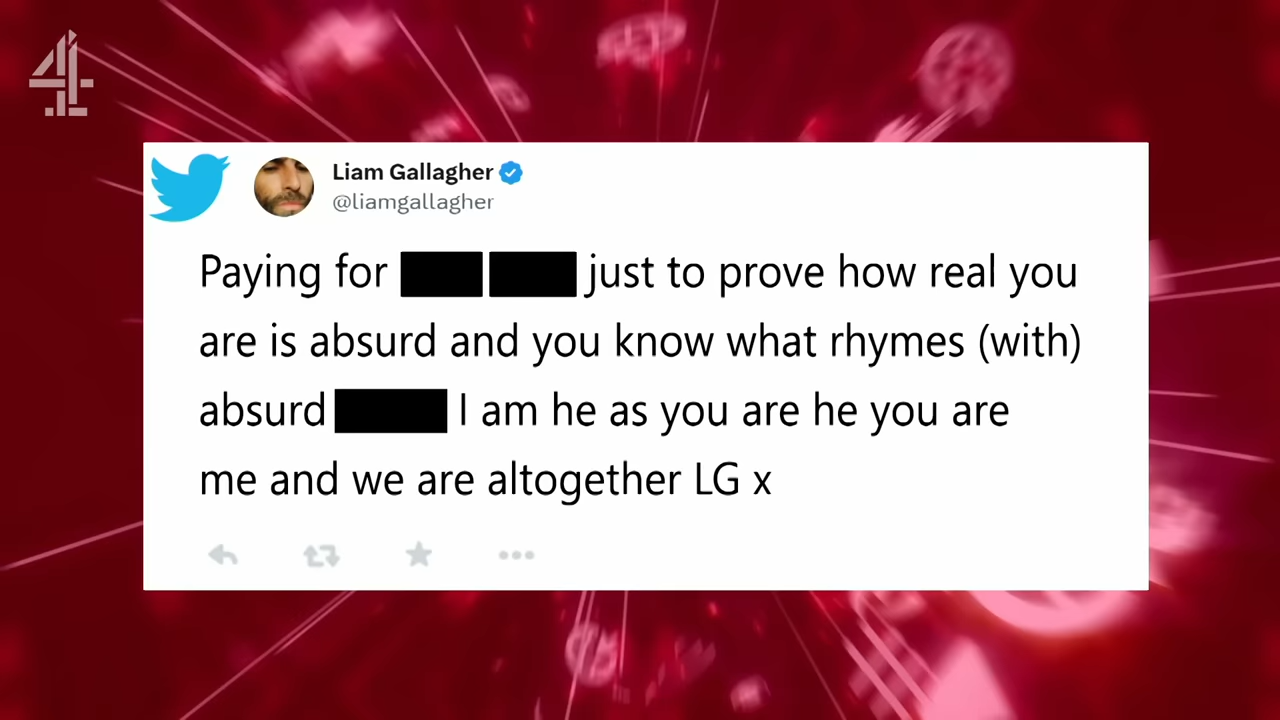 4
Liam Gallagher
@liamgallagher
Paying for just to prove how real you
are is absurd and you know what rhymes (with)
absurd I am he as you are he you are
me and we are altogether LG x